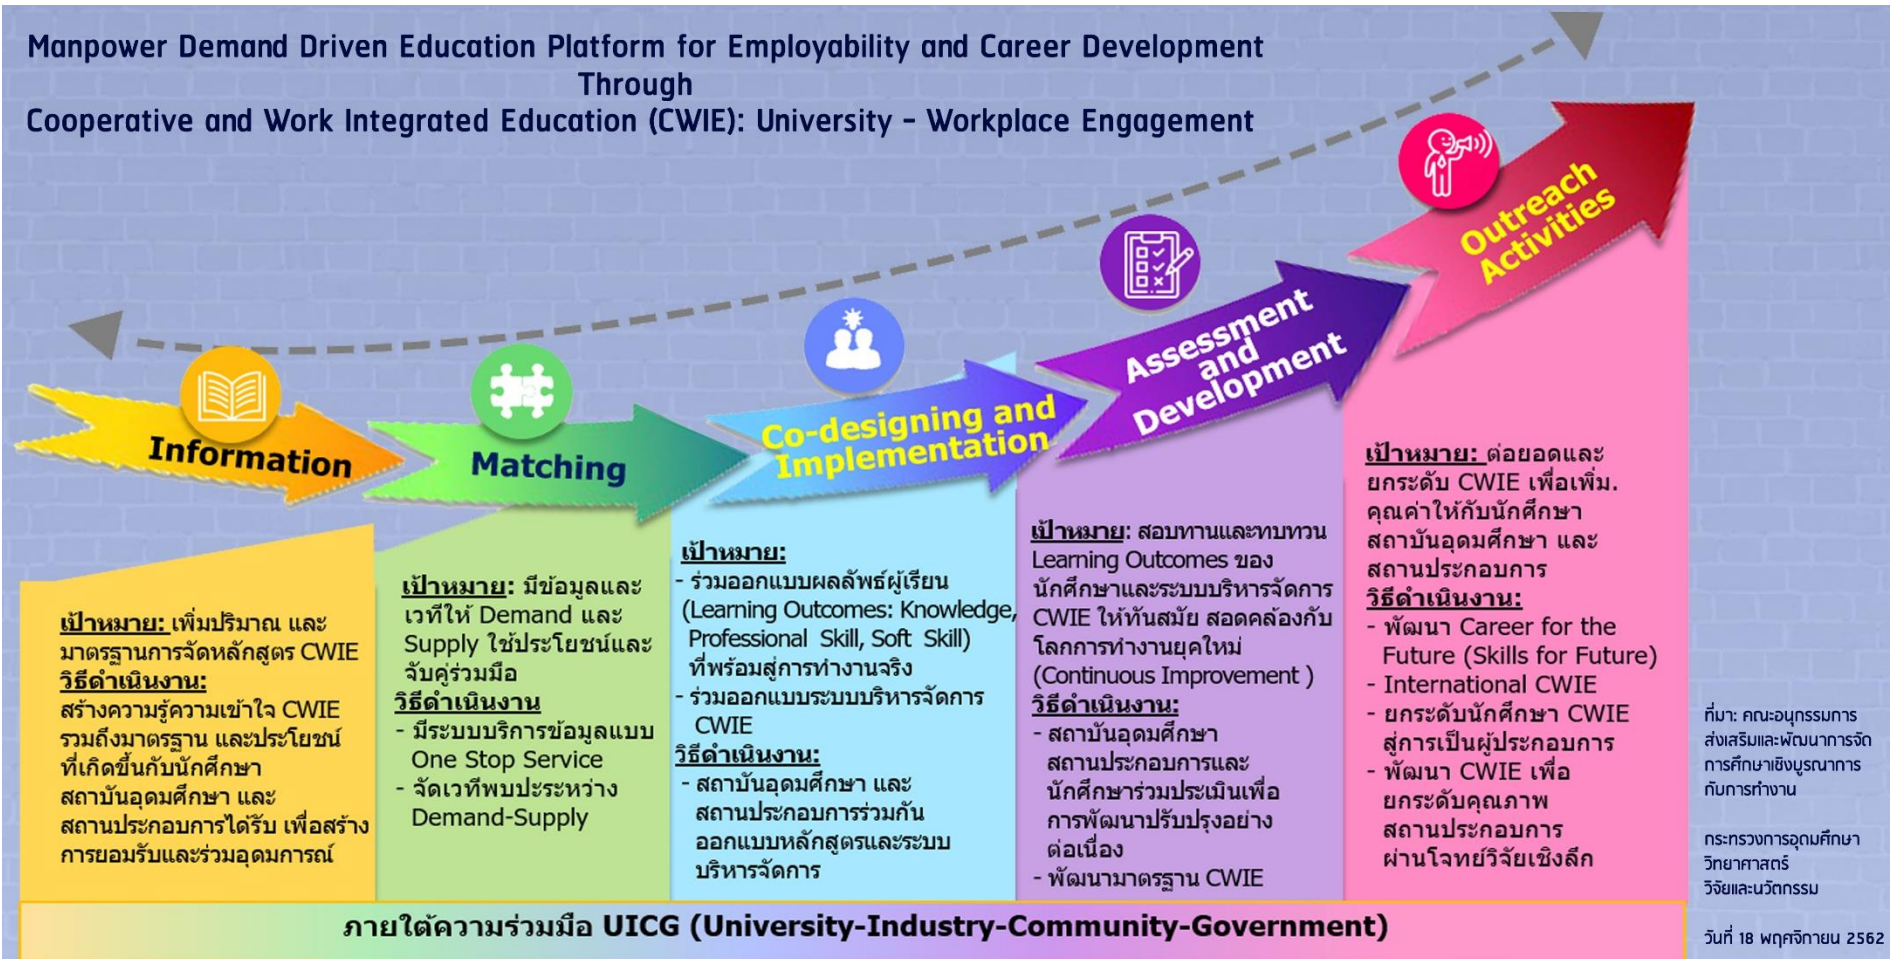 Manpower Demand Driven Education Platform for Employability and Career Development
Through
Cooperative and Work Integrated Education (CWIE): University - Workplace Engagement
Information
เป้าหมาย: เพิ่มปริมาณ และ
มาตรฐานการจัดหลักสูตร CWIE
วิธีดำเนินงาน:
สร้างความรู้ความเข้าใจ CWIE
รวมถึงมาตรฐาน และประโยชน์
ที่เกิดขึ้นกับนักศึกษา
สถาบันอุดมศึกษา และ
สถานประกอบการได้รับ เพื่อสร้าง
การยอมรับและร่วมอุดมการณ์
Matching
เป้าหมาย: มีข้อมูลและ
เวทีให้ Demand และ
Supply ใช้ประโยชน์และ
จับคู่ร่วมมือ
วิธีดำเนินงาน
- มีระบบบริการข้อมูลแบบ
One Stop Service
- จัดเวทีพบปะระหว่าง
Demand-Supply
Co-designing and
Implementation
เป้าหมาย:
- ร่วมออกแบบผลลัพธ์ผู้เรียน
(Learning Outcomes: Knowledge,
Professional Skill, Soft Skill)
ที่พร้อมสู่การทำงานจริง
- ร่วมออกแบบระบบบริหารจัดการ
CWIE
วิธีดำเนินงาน:
- สถาบันอุดมศึกษา และ
สถานประกอบการร่วมกัน
ออกแบบหลักสูตรและระบบ
บริหารจัดการ
Assessment
and
Development
เป้าหมาย: สอบทานและทบทวน
Learning Outcomes ของ
นักศึกษาและระบบบริหารจัดการ
CWIE ให้ทันสมัย สอดคล้องกับ
โลกการทำงานยุคใหม่
(Continuous Improvement )
วิธีดำเนินงาน:
- สถาบันอุดมศึกษา
สถานประกอบการและ
นักศึกษาร่วมประเมินเพื่อ
การพัฒนาปรับปรุงอย่าง
ต่อเนื่อง
- พัฒนามาตรฐาน CWIE
Outreach
Activities
เป้าหมาย: ต่อยอดและ
ยกระดับ CWIE เพื่อเพิ่ม.
คุณค่าให้กับนักศึกษา
สถาบันอุดมศึกษา และ
สถานประกอบการ
วิธีดำเนินงาน:
- พัฒนา Career for the
Future (Skills for Future)
- International CWIE
- ยกระดับนักศึกษา CWIE
สู่การเป็นผู้ประกอบการ
- พัฒนา CWIE เพื่อ
ยกระดับคุณภาพ
สถานประกอบการ
ผ่านโจทย์วิจัยเชิงลึก
ภายใต้ความร่วมมือ UICG (University-Industry-Community-Government)
ที่มา: คณะอนุกรรมการ
ส่งเสริมและพัฒนาการจัด
การศึกษาเชิงบูรณาการ
กับการทำงาน
กระทรวงการอุดมศึกษา
วิทยาศาสตร์
วิจัยและนวัตกรรม
วันที่ 18 พฤศจิกายน 2562